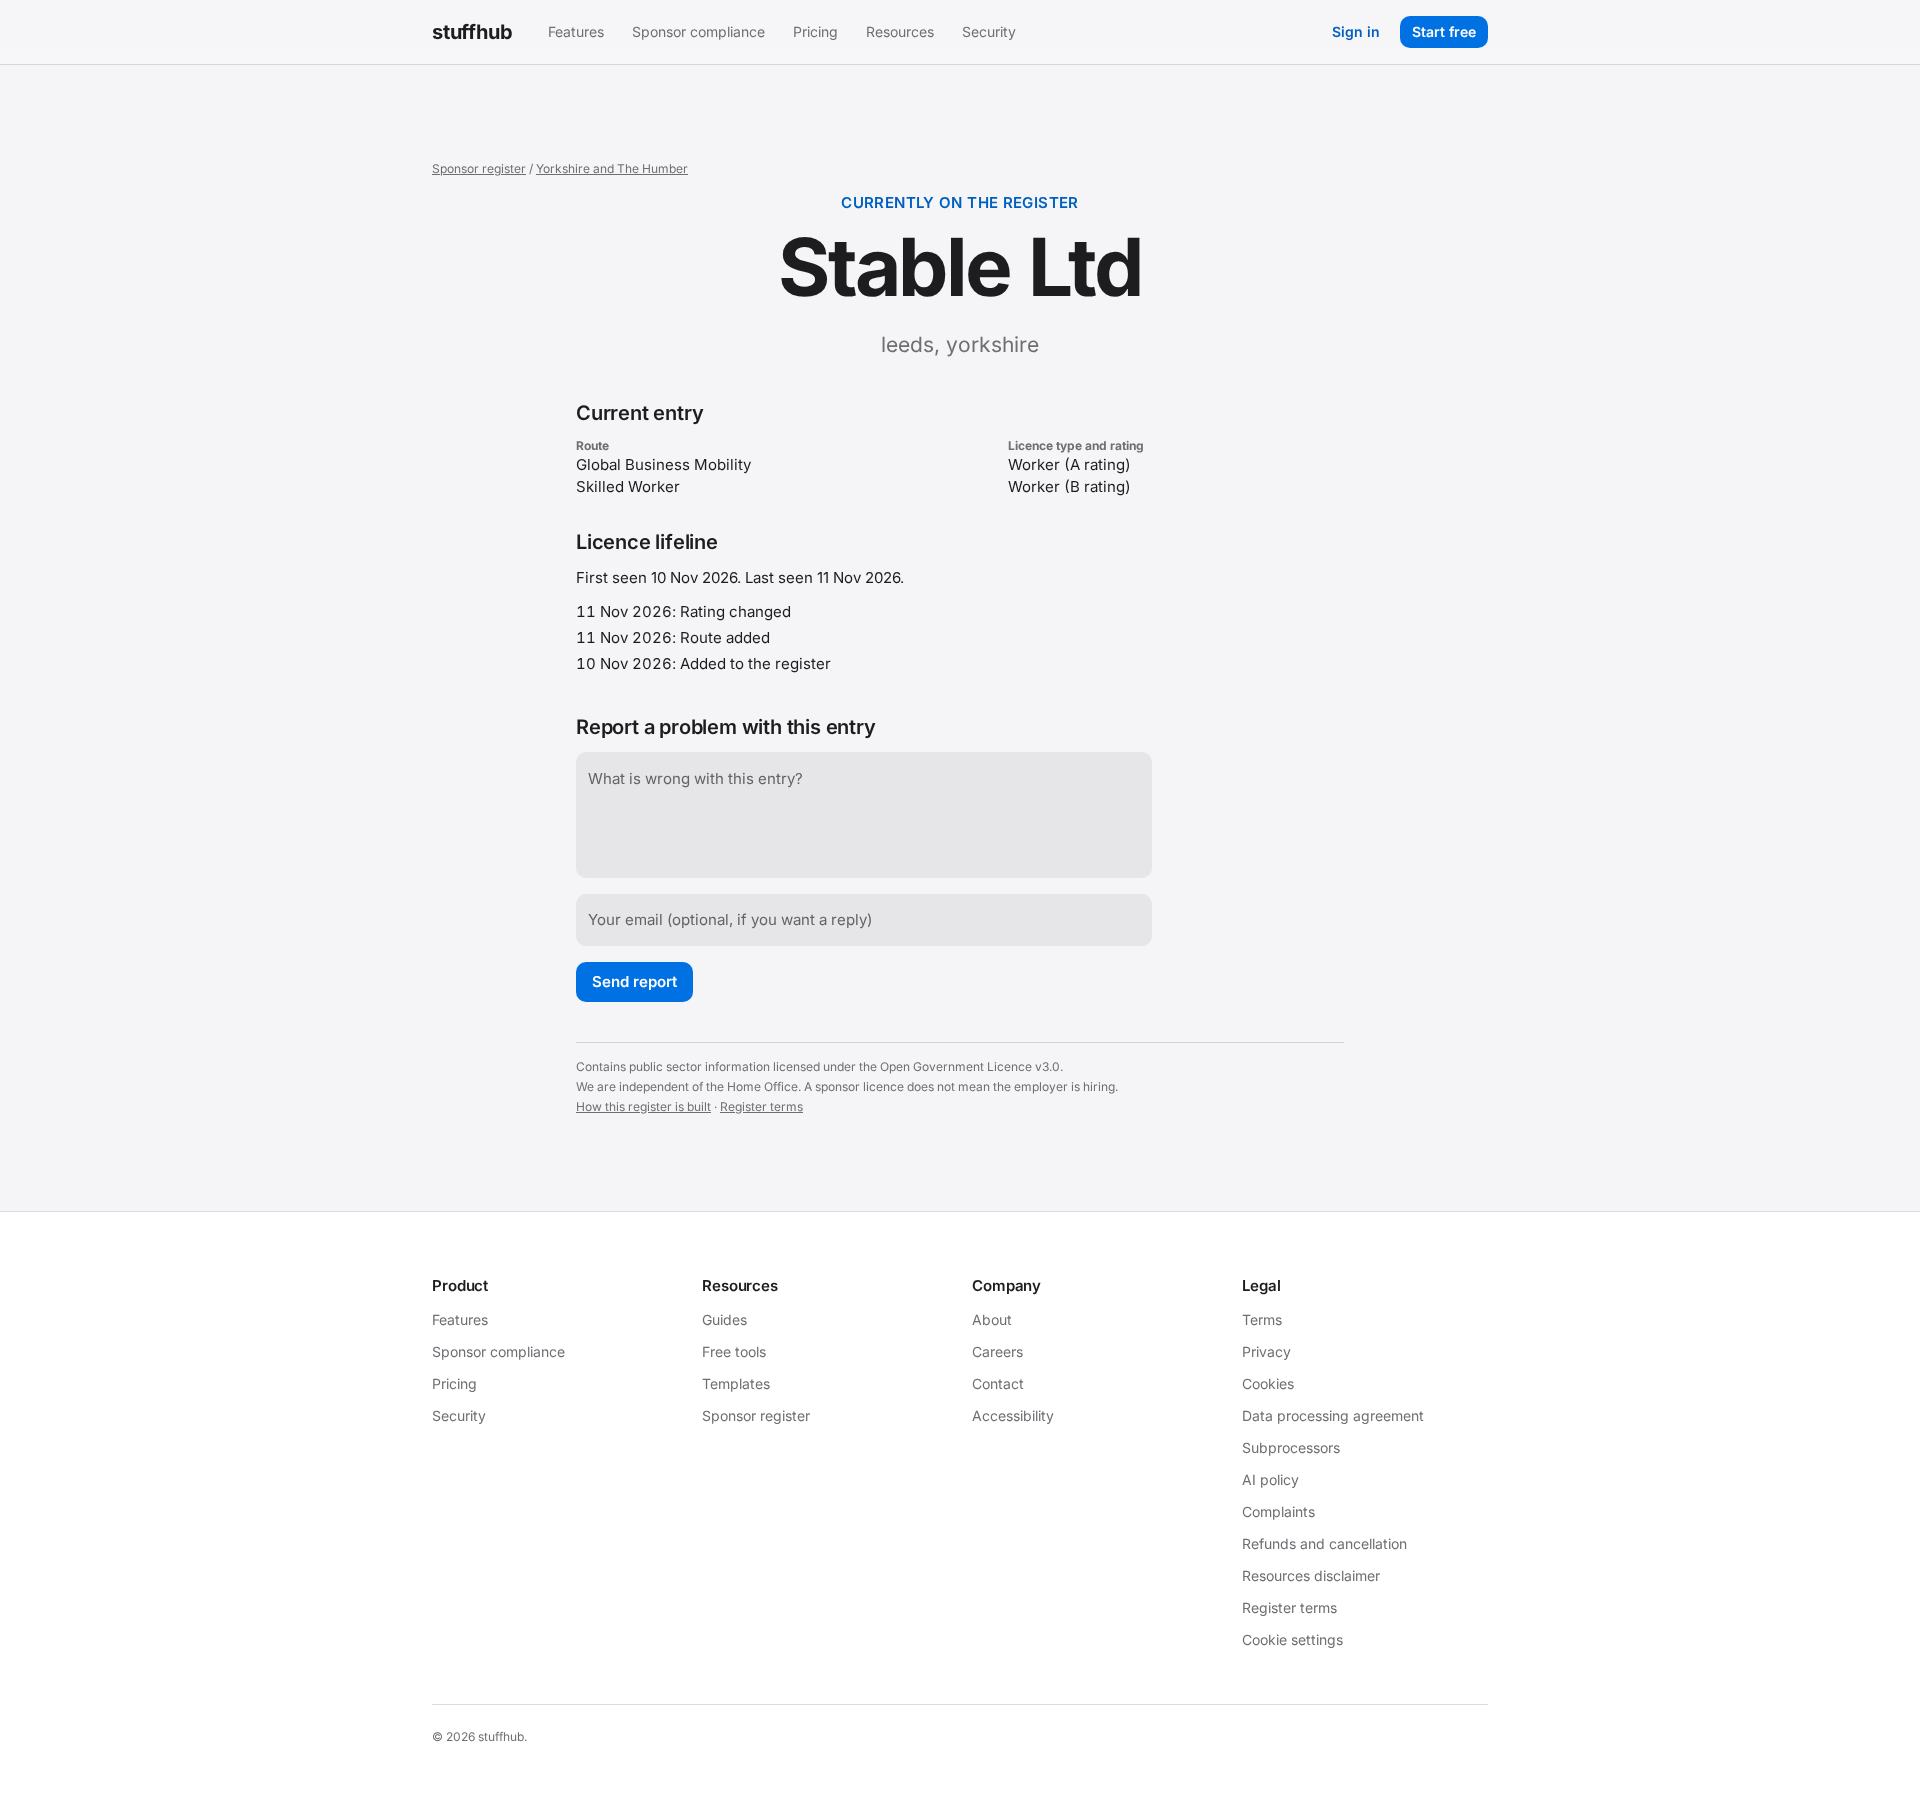 stuffhub Features Sponsor compliance Pricing Resources Security Sign in Start free
Sponsor register / Yorkshire and The Humber
CURRENTLY ON THE REGISTER
Stable Ltd
leeds, yorkshire
Current entry
Route Licence type and rating
Global Business Mobility Worker (A rating)
Skilled Worker Worker (B rating)
Licence lifeline
First seen 10 Nov 2026. Last seen 11 Nov 2026.
11 Nov 2026: Rating changed
11 Nov 2026: Route added
10 Nov 2026: Added to the register
Report a problem with this entry
What is wrong with this entry?
Your email (optional, if you want a reply)
Send report
Contains public sector information licensed under the Open Government Licence v3.0.
We are independent of the Home Office. A sponsor licence does not mean the employer is hiring.
How this register is built · Register terms
Product
Features
Sponsor compliance
Pricing
Security
Resources
Guides
Free tools
Templates
Sponsor register
Company
About
Careers
Contact
Accessibility
Legal
Terms
Privacy
Cookies
Data processing agreement
Subprocessors
AI policy
Complaints
Refunds and cancellation
Resources disclaimer
Register terms
Cookie settings
© 2026 stuffhub.